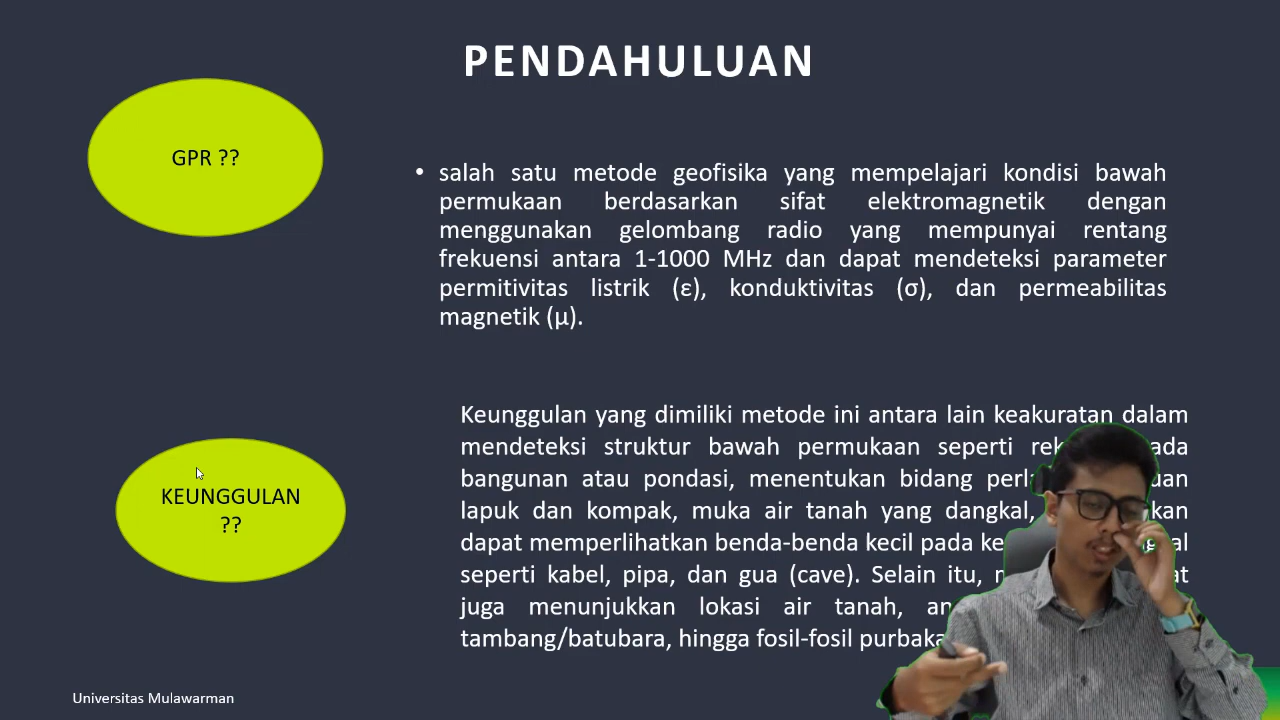 PENDAHULUAN
GPR ??
• salah satu metode geofisika yang mempelajari kondisi bawah
permukaan berdasarkan sifat elektromagnetik dengan
menggunakan gelombang radio yang mempunyai rentang
frekuensi antara 1-1000 MHz dan dapat mendeteksi parameter
permitivitas listrik (ε), konduktivitas (σ), dan permeabilitas
magnetik (μ).
KEUNGGULAN
??
Keunggulan yang dimiliki metode ini antara lain keakuratan dalam
mendeteksi struktur bawah permukaan seperti
bangunan atau pondasi, menentukan bidang
lapuk dan kompak, muka air tanah yang dangkal,
dapat memperlihatkan benda-benda kecil pada
seperti kabel, pipa, dan gua (cave). Selain itu,
juga menunjukkan lokasi air tanah,
tambang/batubara, hingga fosil-fosil
Universitas Mulawarman